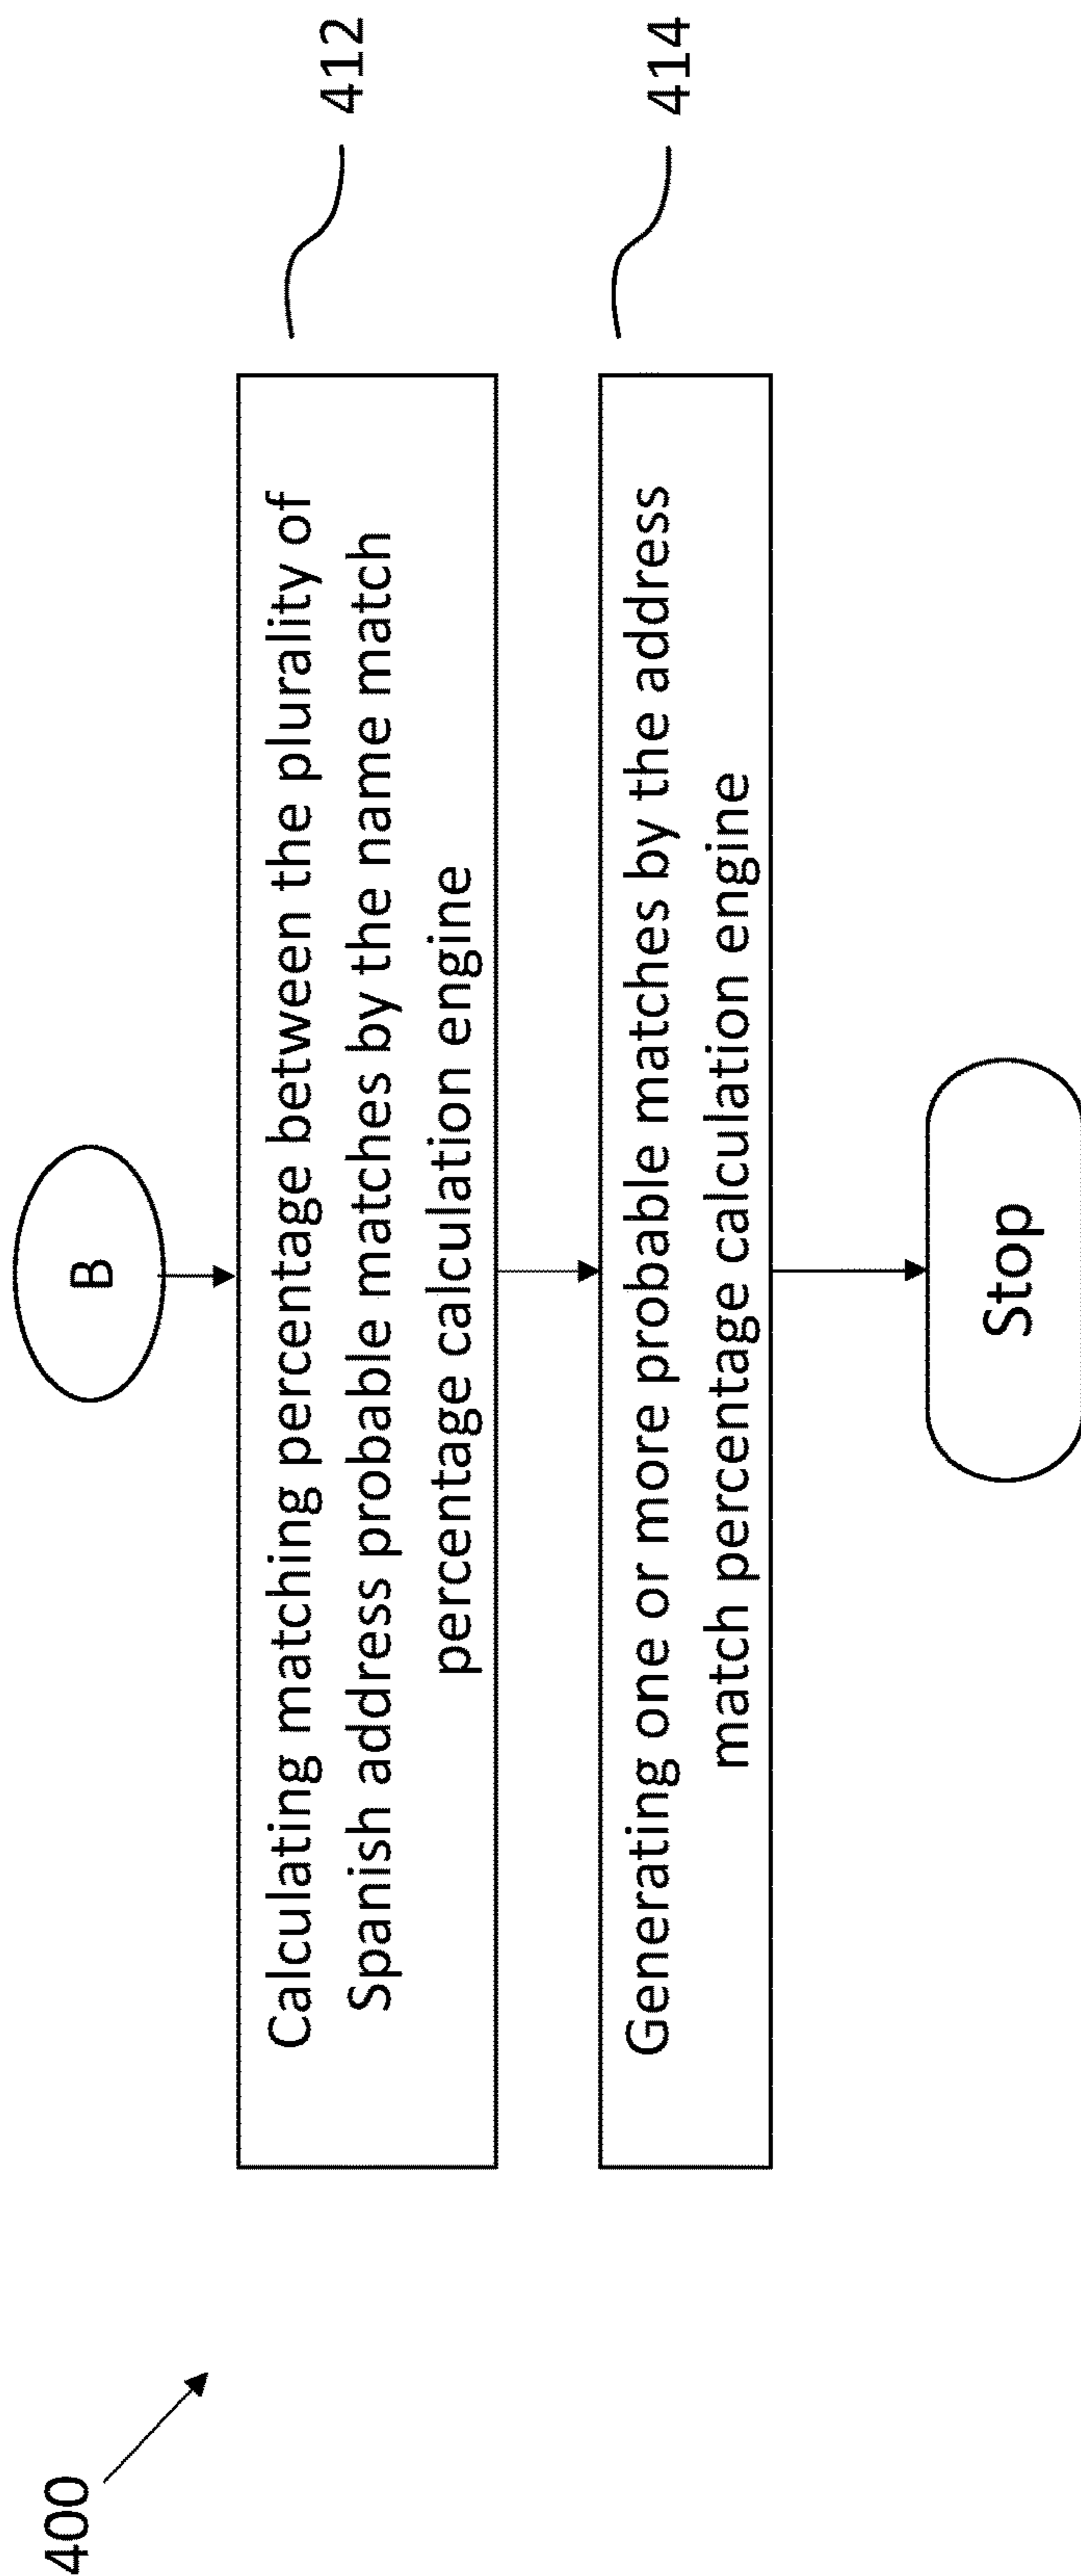 400
B
Calculating matching percentage between the plurality of
Spanish address probable matches by the name match
percentage calculation engine
412
Generating one or more probable matches by the address
match percentage calculation engine
414
Stop